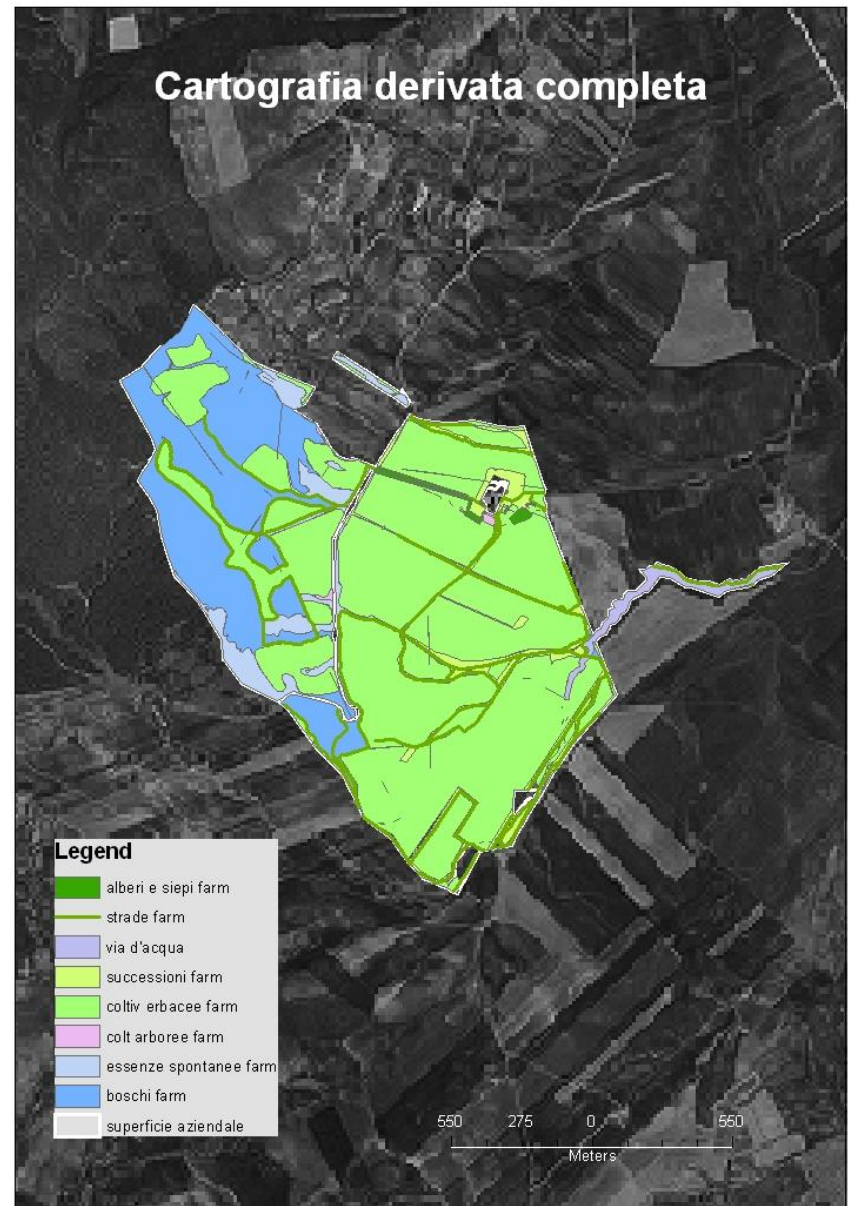 Cartografia derivata completa
Legend
alberi e siepi farm
strade farm
via d'acqua
successioni farm
coltiv erbacee farm
colt arboree farm
essenze spontanee farm
boschi farm
superficie aziendale
550 275 0 550
Meters